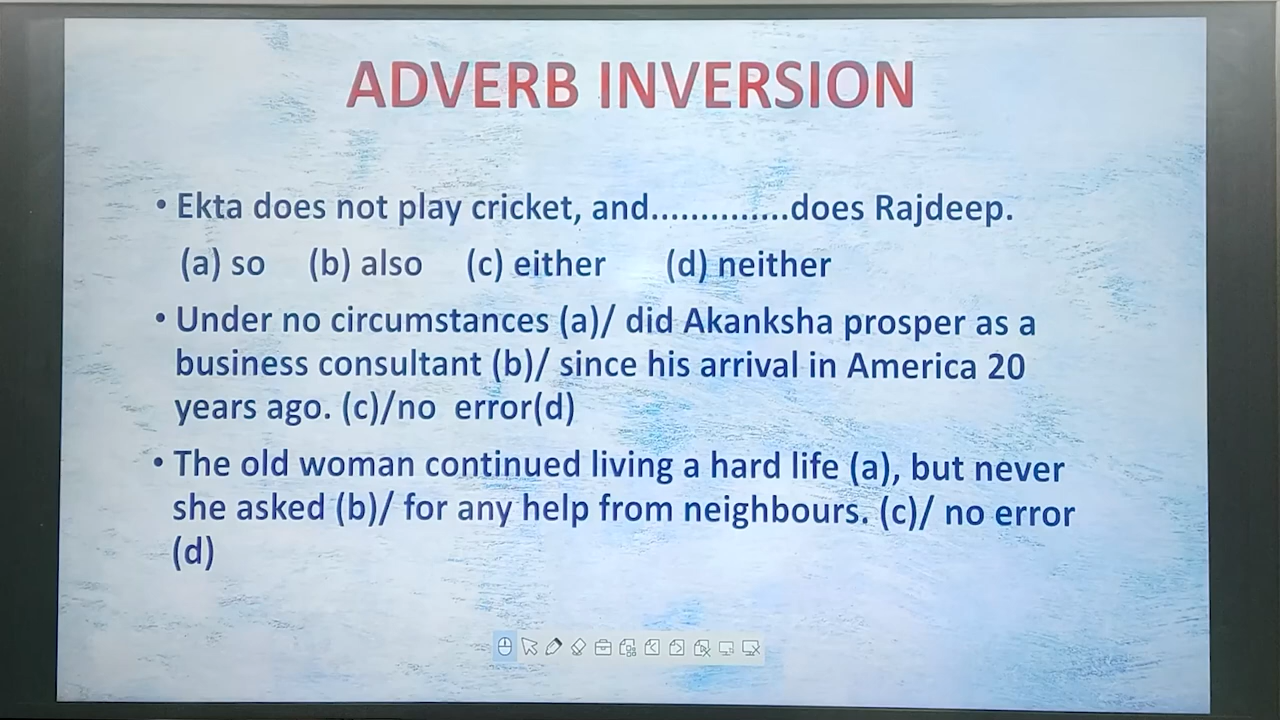 ADVERB INVERSION
• Ekta does not play cricket, and..............does Rajdeep.
(a) so (b) also (c) either (d) neither
• Under no circumstances (a)/ did Akanksha prosper as a
business consultant (b)/ since his arrival in America 20
years ago. (c)/no error(d)
• The old woman continued living a hard life (a), but never
she asked (b)/ for any help from neighbours. (c)/ no error
(d)